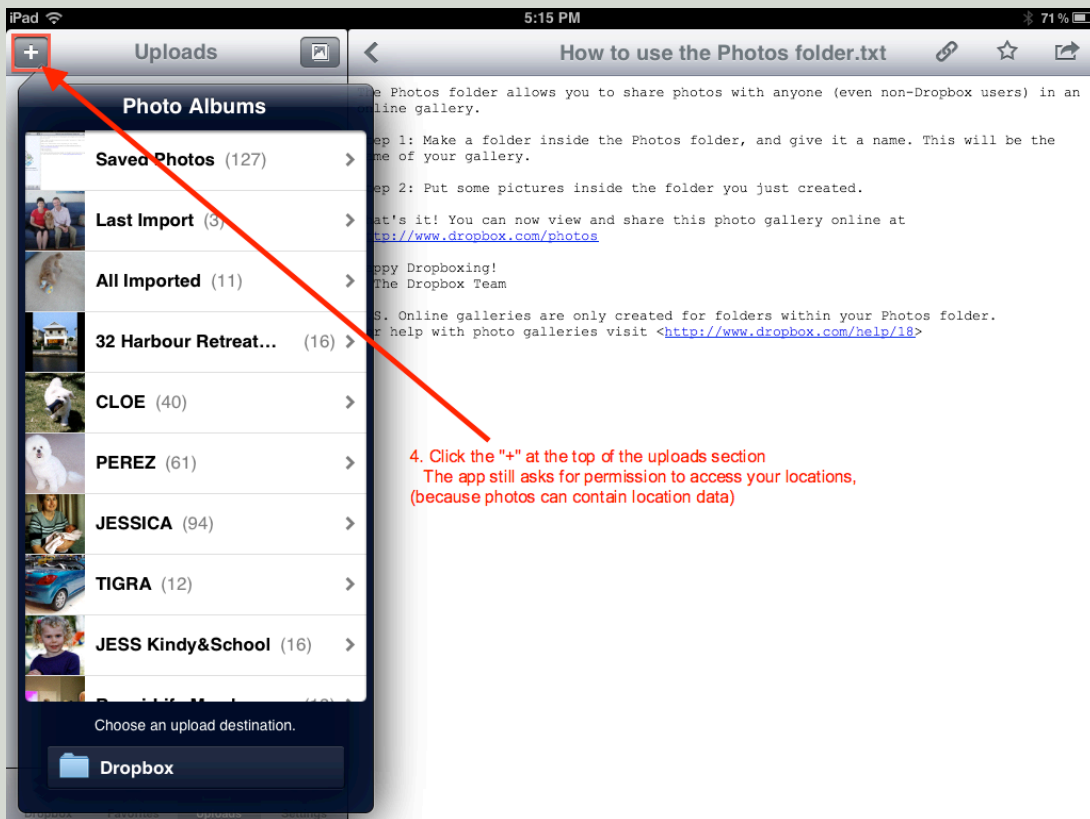 iPad 5:15 PM 71%
+ Uploads
How to use the Photos folder.txt
Photo Albums
Saved Photos (127)
Last Import (3)
All Imported (11)
32 Harbour Retreat... (16)
CLOE (40)
PEREZ (61)
JESSICA (94)
TIGRA (12)
JESS Kindy&School (16)
Choose an upload destination.
Dropbox
Dropbox Favorites Uploads Settings
Photos folder allows you to share photos with anyone (even non-Dropbox users) in an
gallery.
1: Make a folder inside the Photos folder, and give it a name. This will be the
of your gallery.
2: Put some pictures inside the folder you just created.
it! You can now view and share this photo gallery online at
://www.dropbox.com/photos
Dropboxing!
The Dropbox Team
Online galleries are only created for folders within your Photos folder.
help with photo galleries visit <http://www.dropbox.com/help/18>
4. Click the "+" at the top of the uploads section
The app still asks for permission to access your locations,
(because photos can contain location data)